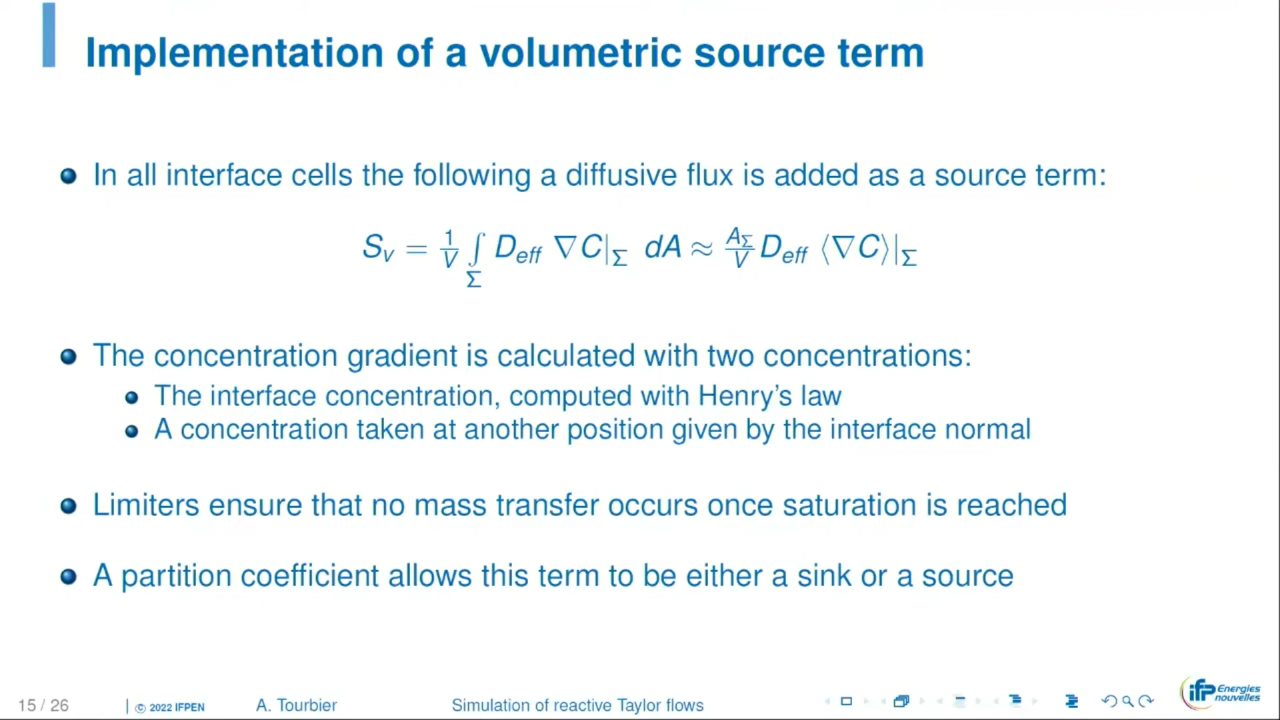 Implementation of a volumetric source term
In all interface cells the following a diffusive flux is added as a source term:
S_v = 1/V ∫_Σ D_eff ∇C|_Σ dA ≈ A_Σ/V D_eff ⟨∇C⟩|_Σ
The concentration gradient is calculated with two concentrations:
The interface concentration, computed with Henry's law
A concentration taken at another position given by the interface normal
Limiters ensure that no mass transfer occurs once saturation is reached
A partition coefficient allows this term to be either a sink or a source
15 / 26 | © 2022 IFPEN A. Tourbier Simulation of reactive Taylor flows
ifp Energies nouvelles